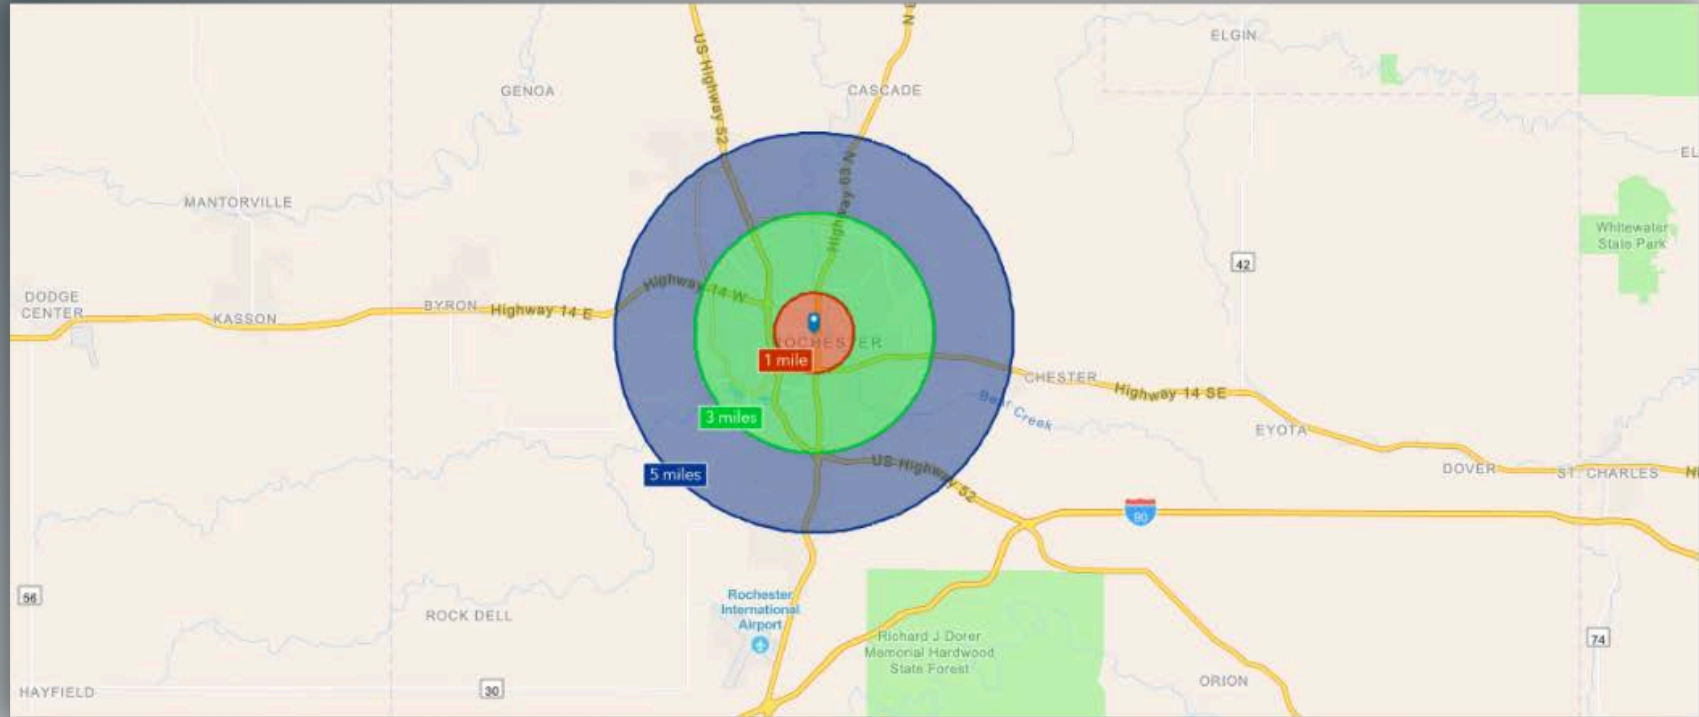 US Highway 52
N
ELGIN
GENOA
CASCADE
EL
MANTORVILLE
Highway 63 N
Whitewater
State Park
42
DODGE
CENTER
KASSON
BYRON
Highway 14 E
Highway 14 W
ROCHESTER
1 mile
CHESTER
Highway 14 SE
Bear Creek
3 miles
EYOTA
5 miles
US Highway 52
DOVER
ST. CHARLES
90
56
ROCK DELL
Rochester
International
Airport
Richard J Dorer
Memorial Hardwood
State Forest
74
HAYFIELD
30
ORION